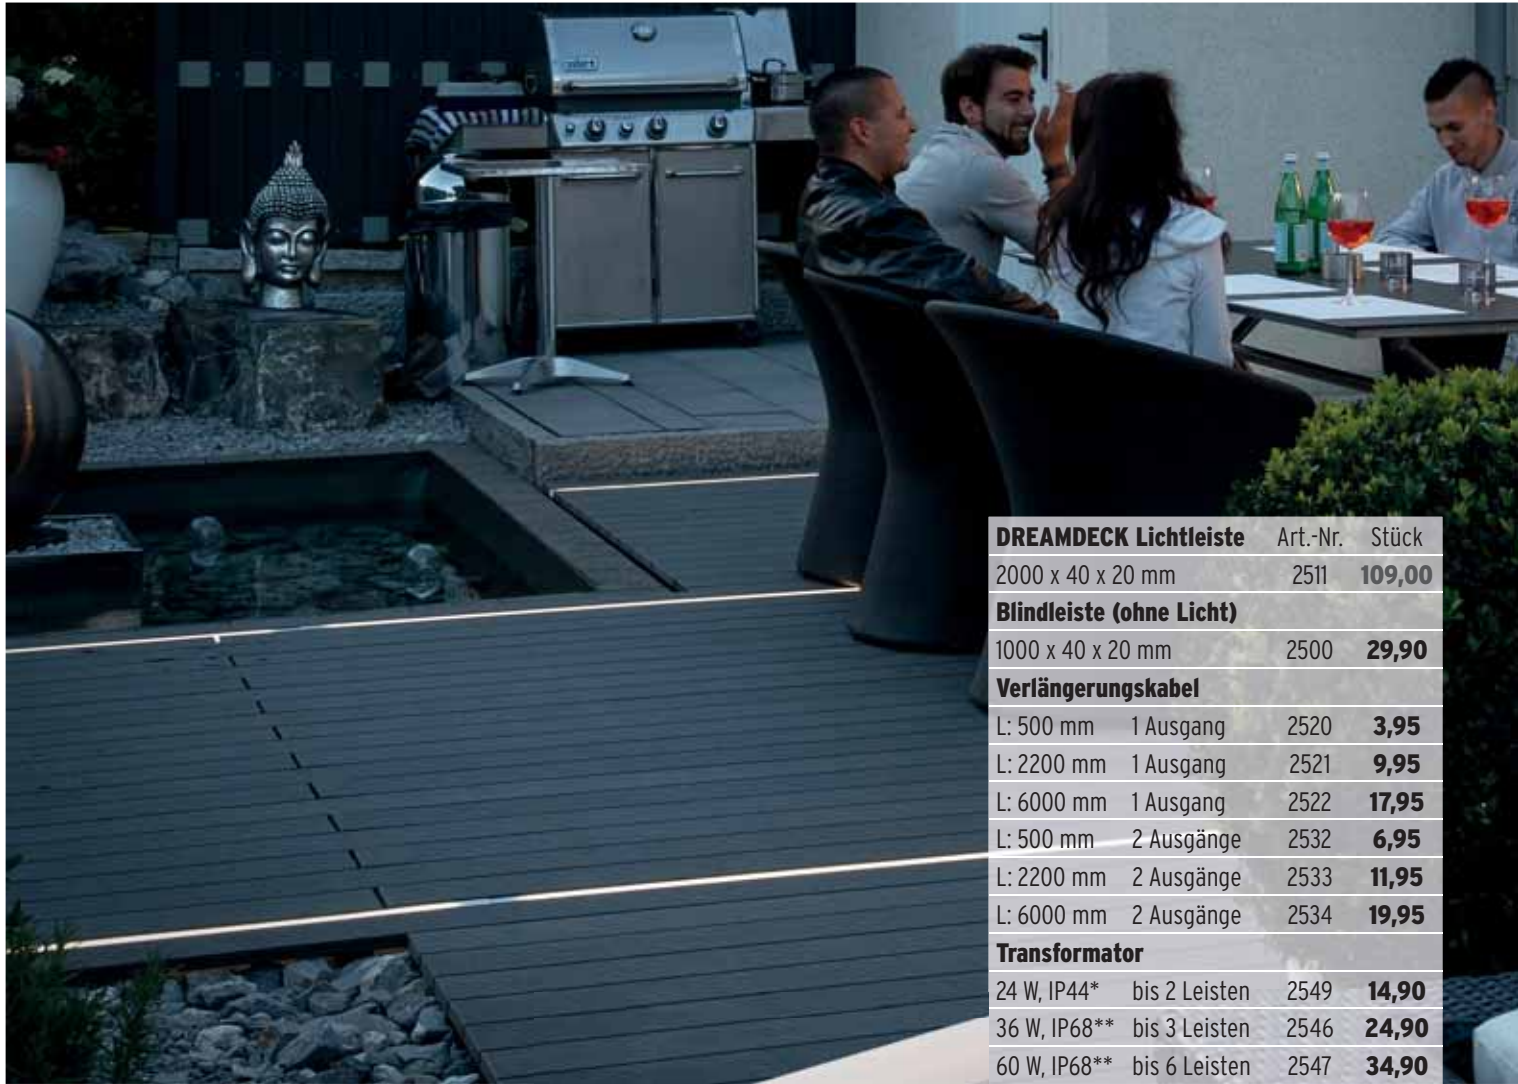 DREAMDECK Lichtleiste Art.-Nr. Stück
2000 x 40 x 20 mm 2511 109,00
Blindleiste (ohne Licht)
1000 x 40 x 20 mm 2500 29,90
Verlängerungskabel
L: 500 mm 1 Ausgang 2520 3,95
L: 2200 mm 1 Ausgang 2521 9,95
L: 6000 mm 1 Ausgang 2522 17,95
L: 500 mm 2 Ausgänge 2532 6,95
L: 2200 mm 2 Ausgänge 2533 11,95
L: 6000 mm 2 Ausgänge 2534 19,95
Transformator
24 W, IP44* bis 2 Leisten 2549 14,90
36 W, IP68** bis 3 Leisten 2546 24,90
60 W, IP68** bis 6 Leisten 2547 34,90